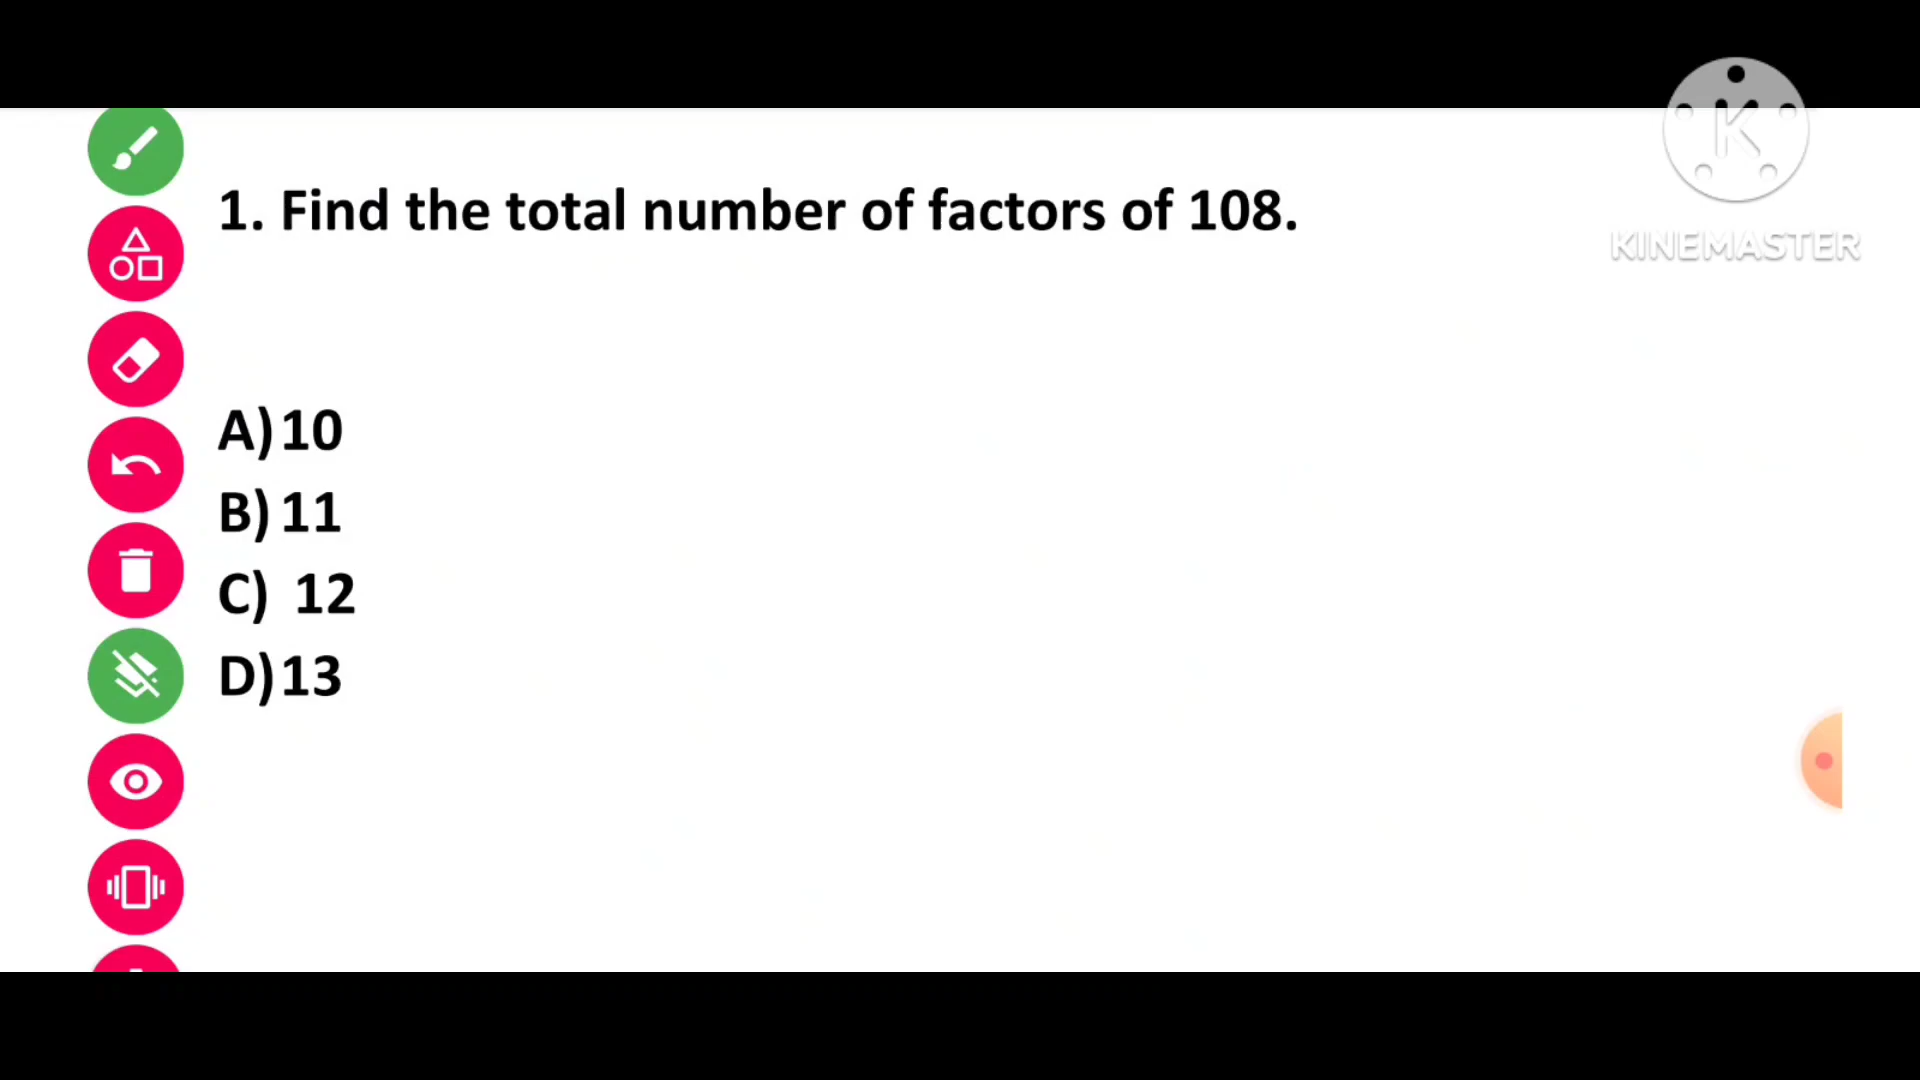 K
KINEMASTER
1. Find the total number of factors of 108.
A) 10
B) 11
C) 12
D) 13